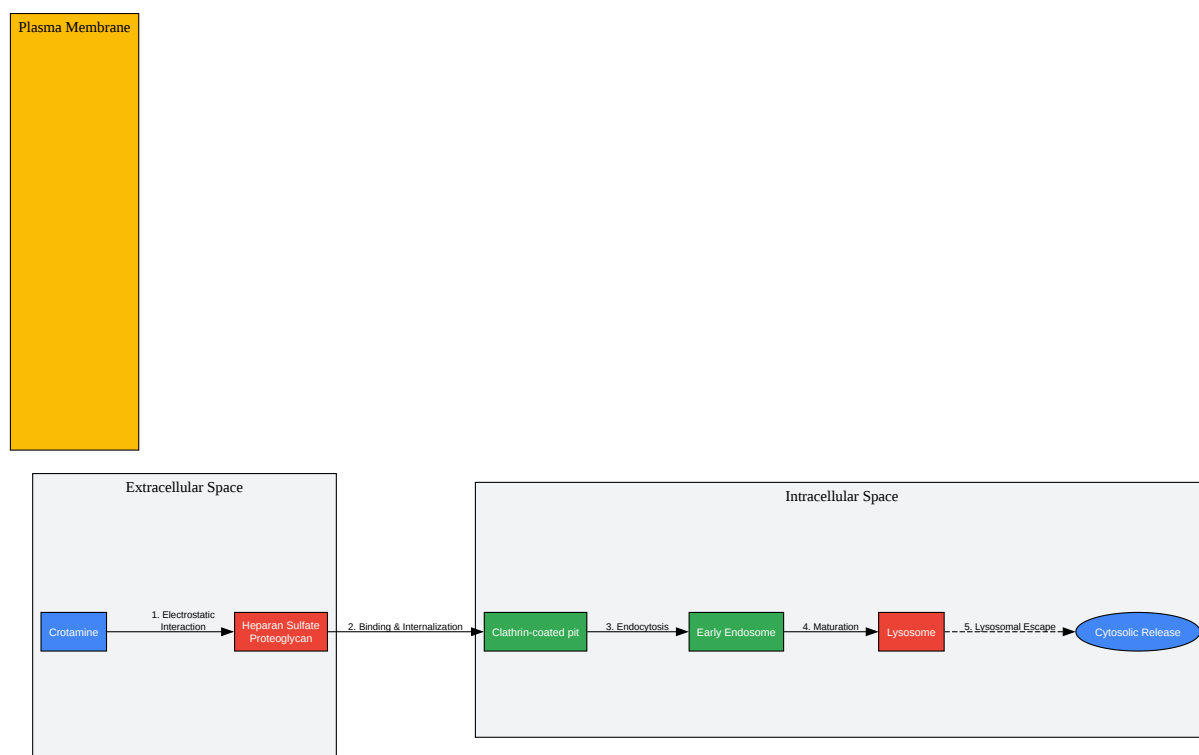 Plasma Membrane
Extracellular Space
Intracellular Space
Crotamine
1. Electrostatic
Interaction
Heparan Sulfate
Proteoglycan
2. Binding & Internalization
Clathrin-coated pit
3. Endocytosis
Early Endosome
4. Maturation
Lysosome
5. Lysosomal Escape
Cytosolic Release